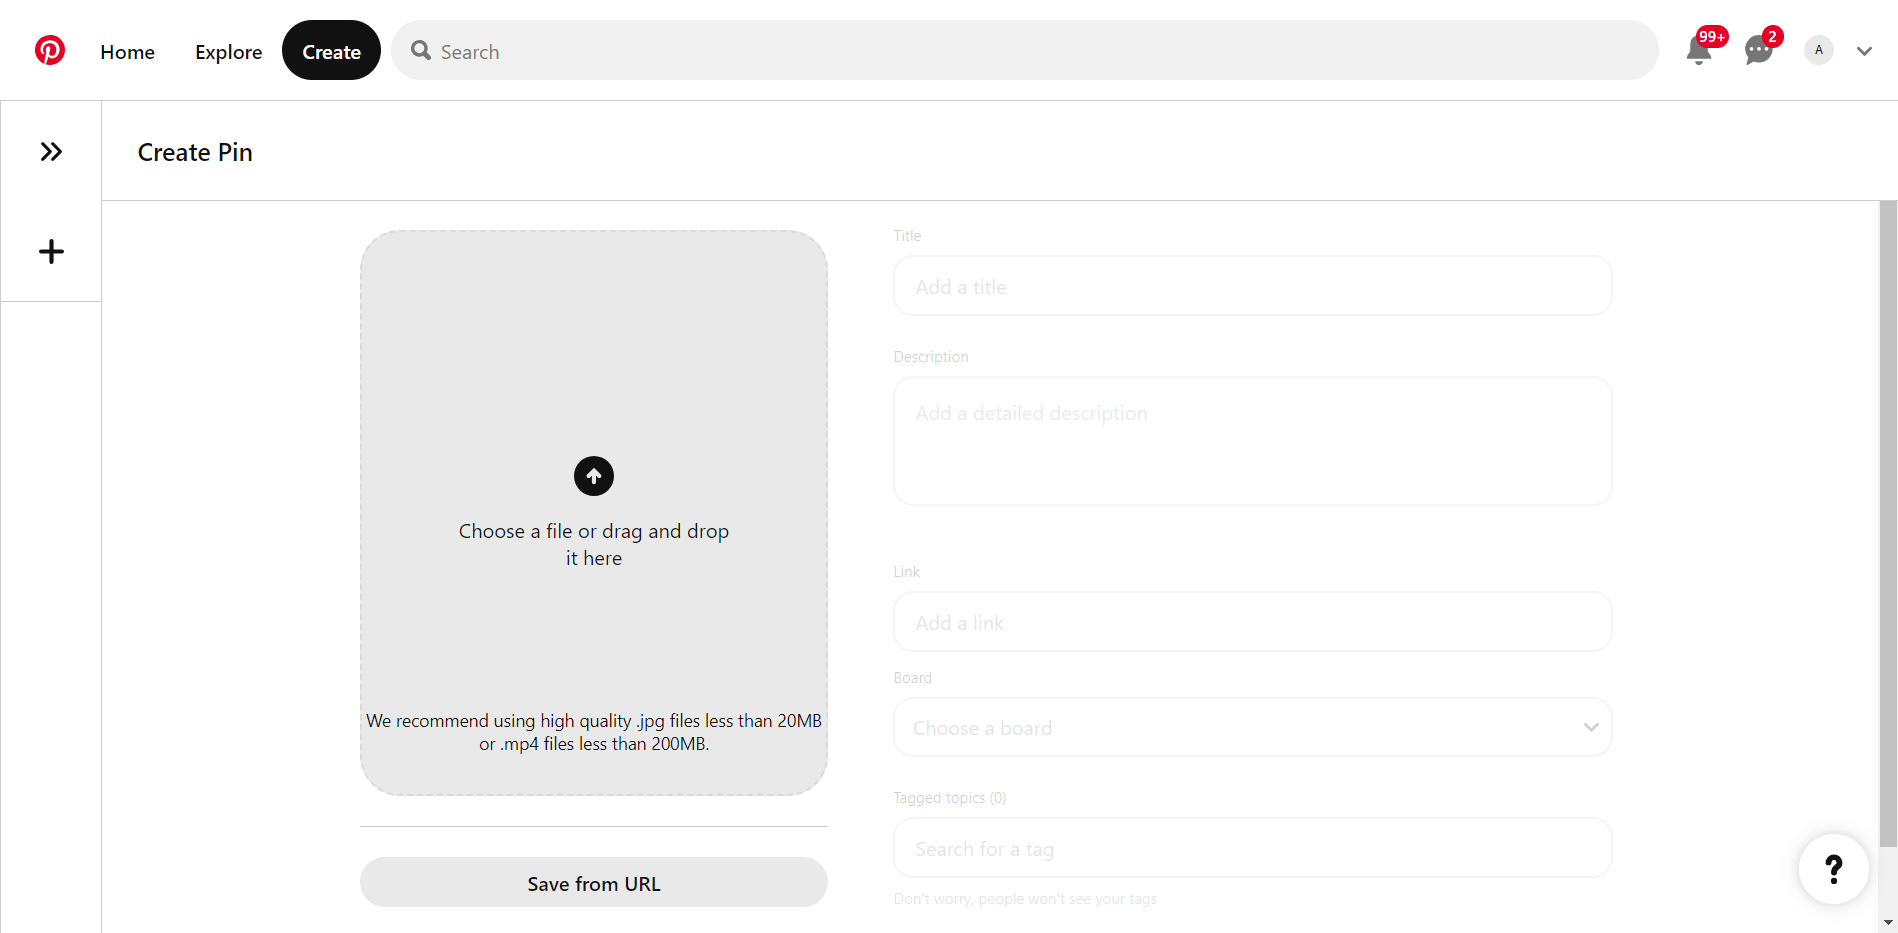 Home Explore Create Search 99+ 2 A
Create Pin
Choose a file or drag and drop
it here
We recommend using high quality .jpg files less than 20MB
or .mp4 files less than 200MB.
Save from URL
Title
Add a title
Description
Add a detailed description
Link
Add a link
Board
Choose a board
Tagged topics (0)
Search for a tag
Don't worry, people won't see your tags
?